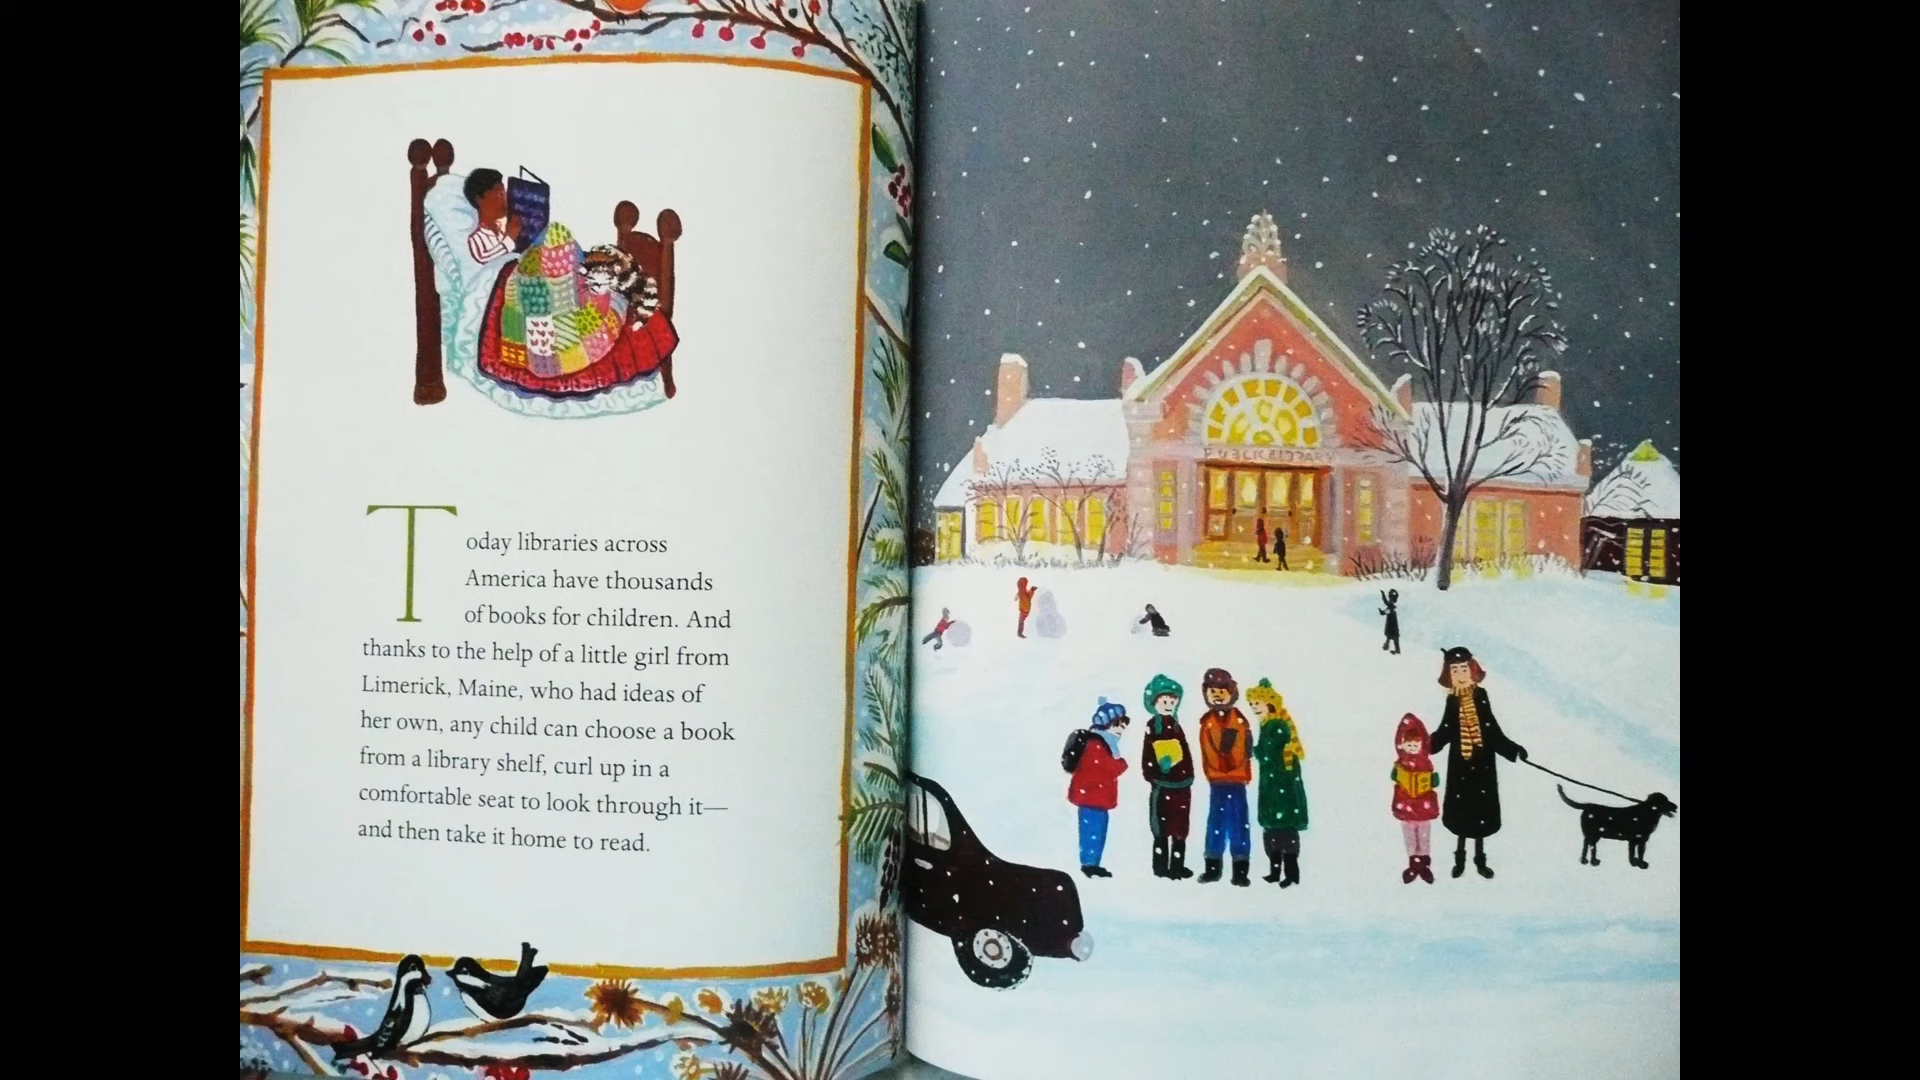 Today libraries across
America have thousands
of books for children. And
thanks to the help of a little girl from
Limerick, Maine, who had ideas of
her own, any child can choose a book
from a library shelf, curl up in a
comfortable seat to look through it—
and then take it home to read.
PUBLIC LIBRARY